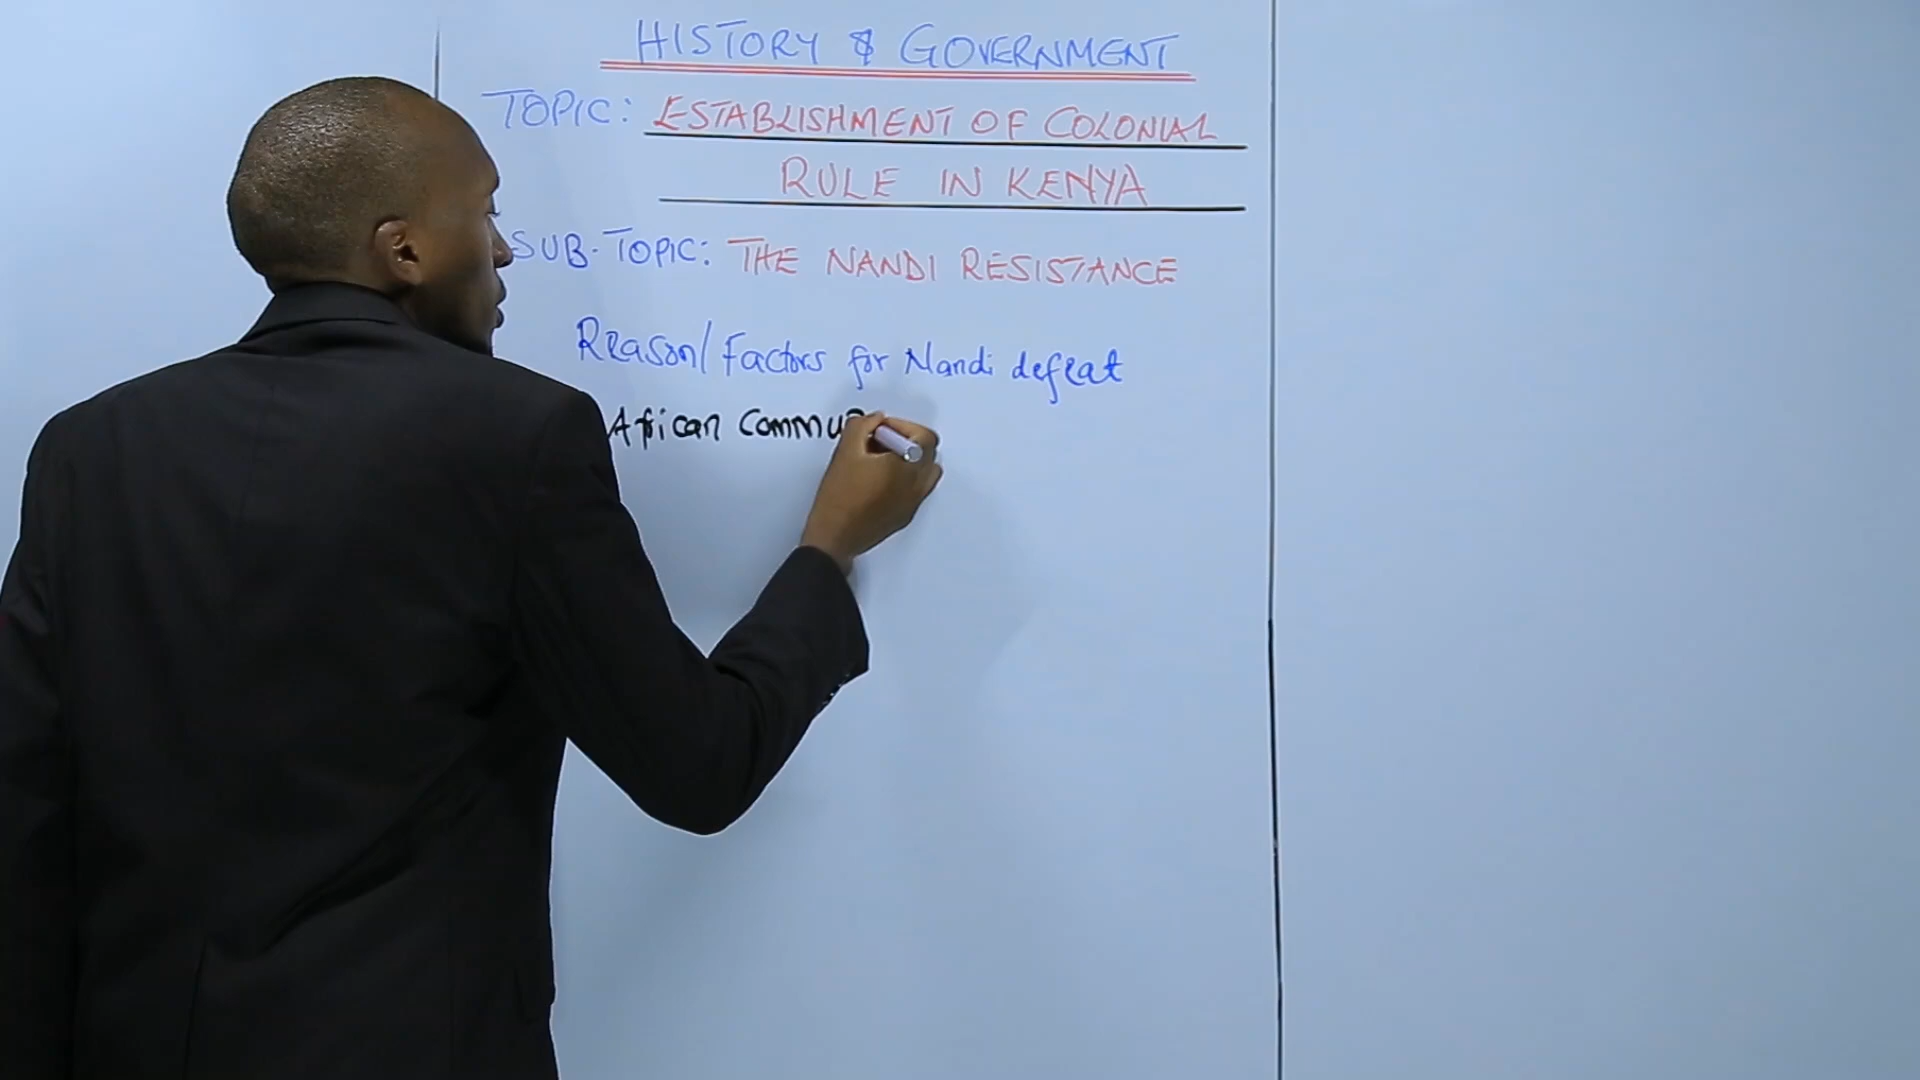 HISTORY & GOVERNMENT
TOPIC: ESTABLISHMENT OF COLONIAL
RULE IN KENYA
SUB-TOPIC: THE NANDI RESISTANCE
Reason/Factors for Nandi defeat
African Commu